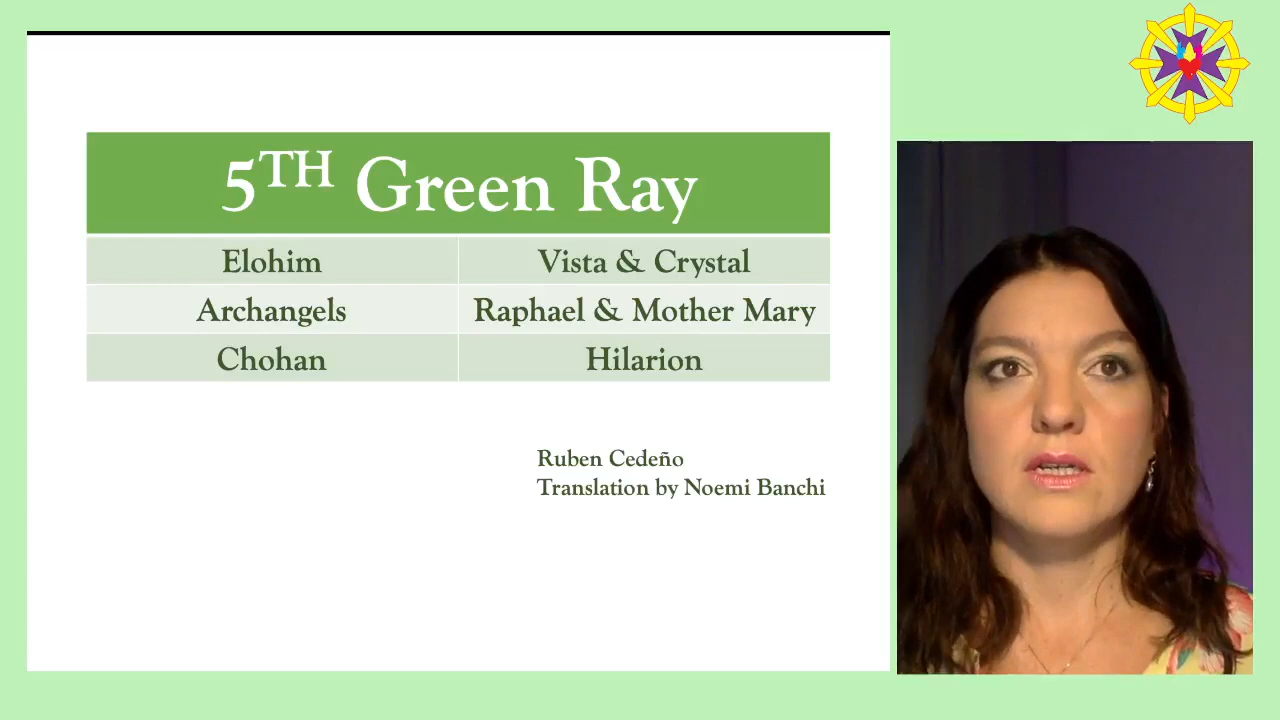 5TH Green Ray
Elohim Vista & Crystal
Archangels Raphael & Mother Mary
Chohan Hilarion
Ruben Cedeño
Translation by Noemi Banchi